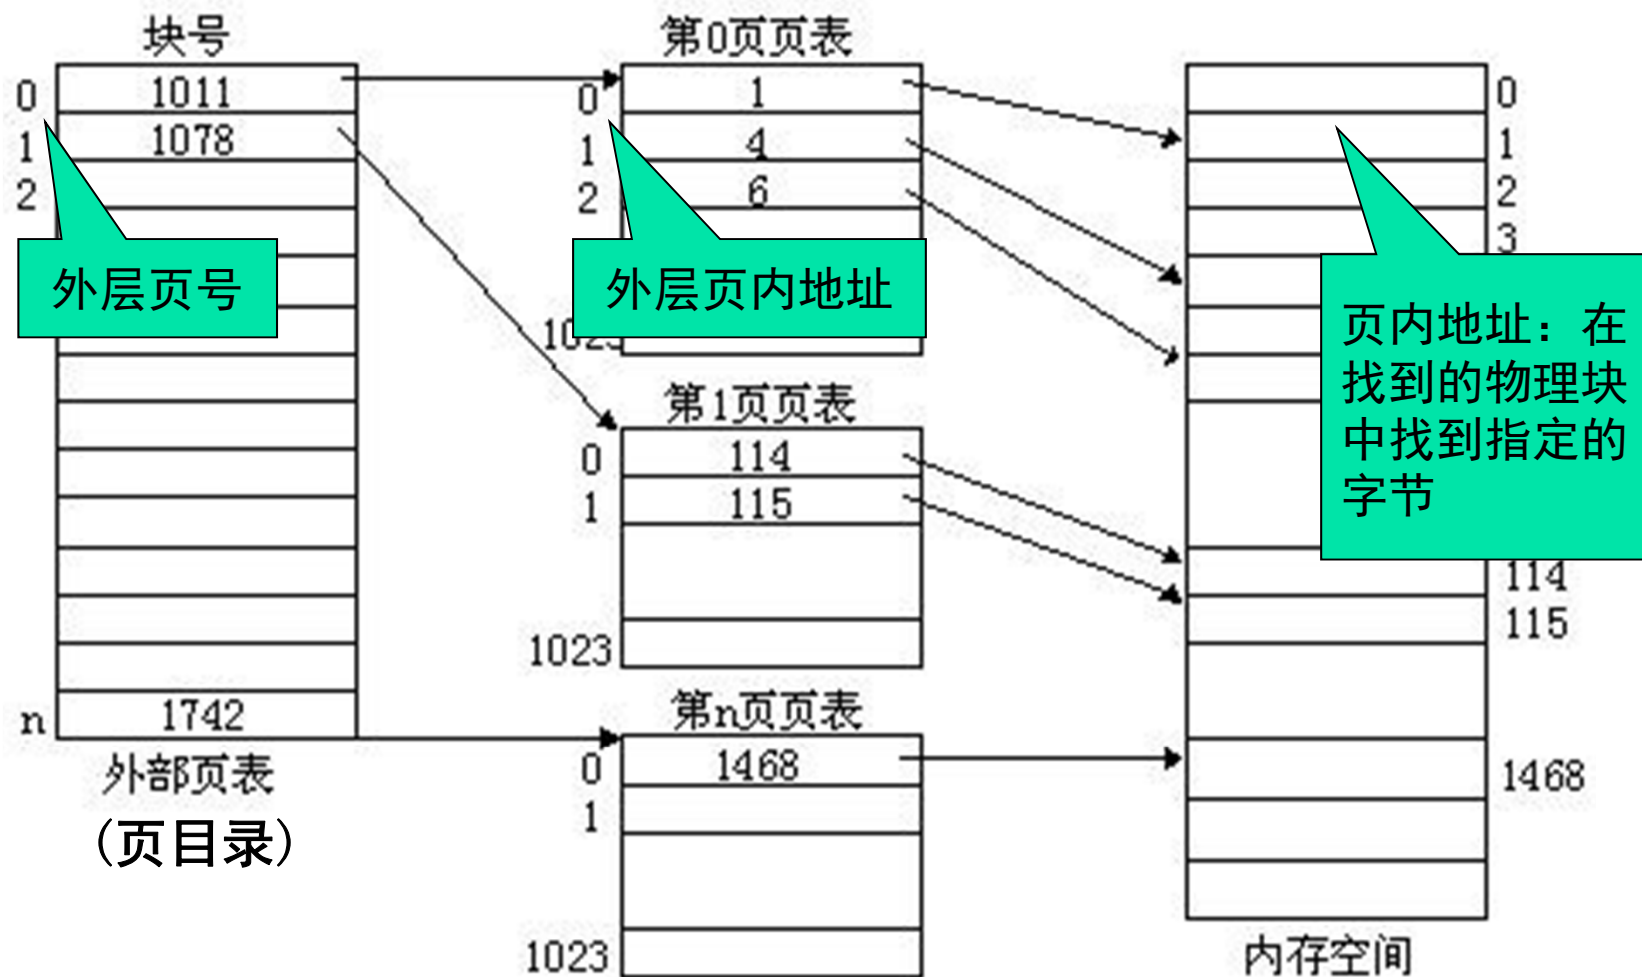 块号
0 1011
1 1078
2
外层页号
n 1742
外部页表
(页目录)
第0页页表
0 1
1 4
2 6
外层页内地址
第1页页表
0 114
1 115
1023
第n页页表
0 1468
1
1023
0
1
2
3
页内地址：在
找到的物理块
中找到指定的
字节
114
115
1468
内存空间